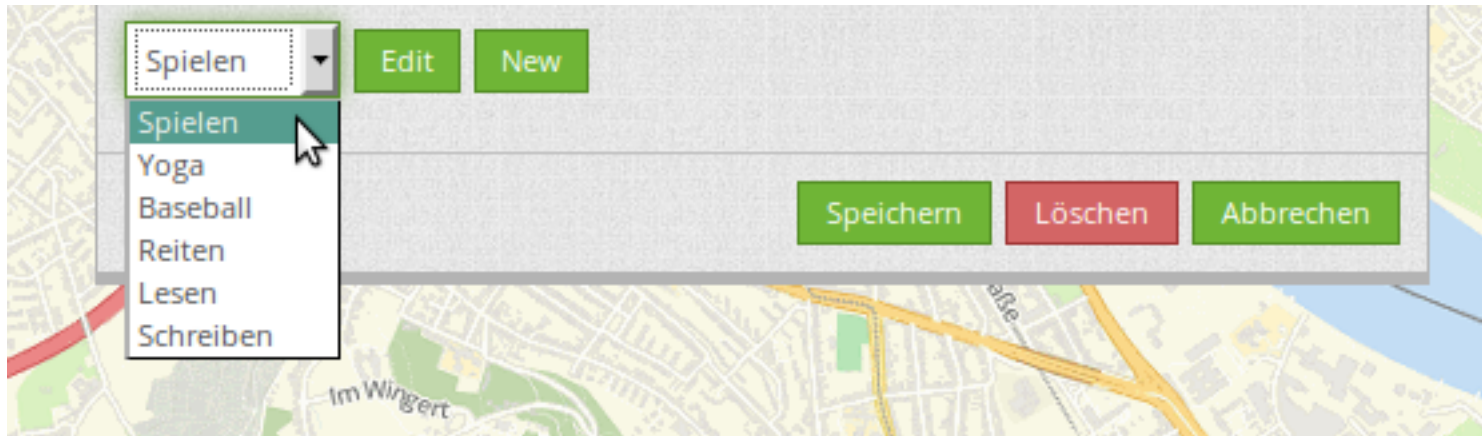 Spielen Edit New
Spielen
Yoga
Baseball
Reiten
Lesen
Schreiben
Speichern Löschen Abbrechen
aße
Im Wingert